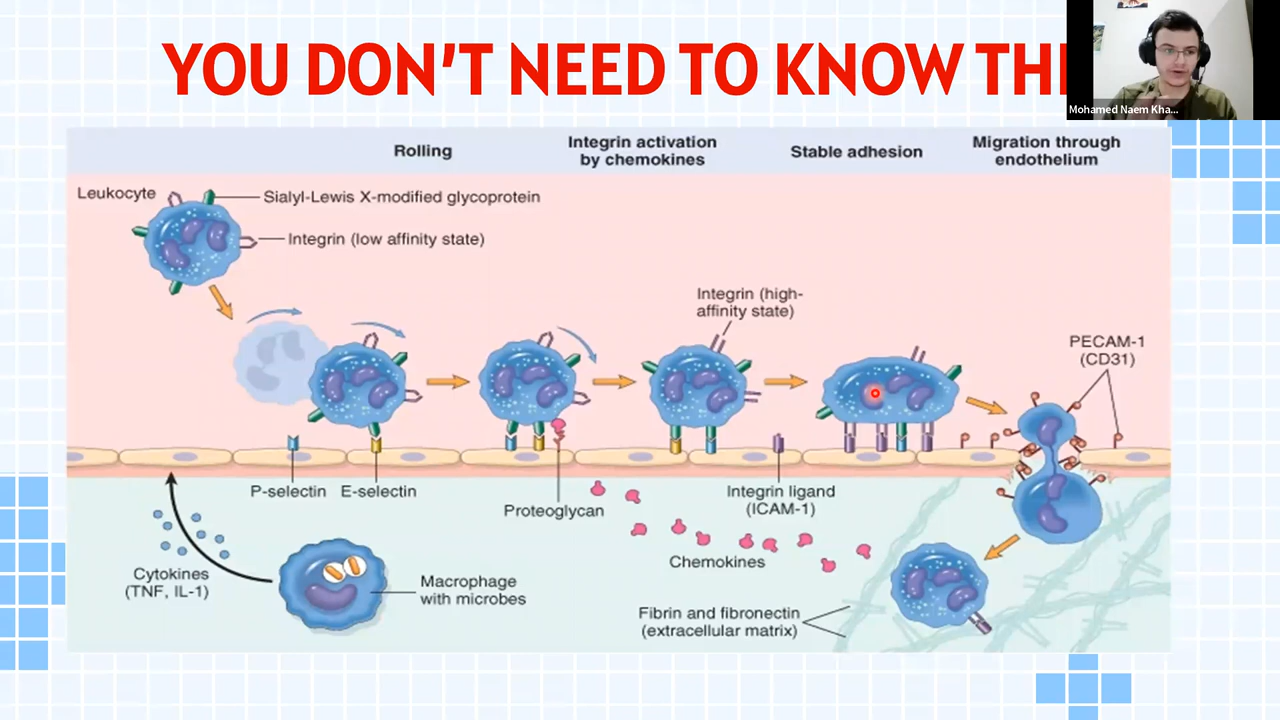 YOU DON'T NEED TO KNOW
Mohamed Naem Kha...
Rolling
Integrin activation
by chemokines
Stable adhesion
Migration through
endothelium
Leukocyte
Sialyl-Lewis X-modified glycoprotein
Integrin (low affinity state)
Integrin (high-
affinity state)
PECAM-1
(CD31)
P-selectin
E-selectin
Proteoglycan
Integrin ligand
(ICAM-1)
Chemokines
Cytokines
(TNF, IL-1)
Macrophage
with microbes
Fibrin and fibronectin
(extracellular matrix)